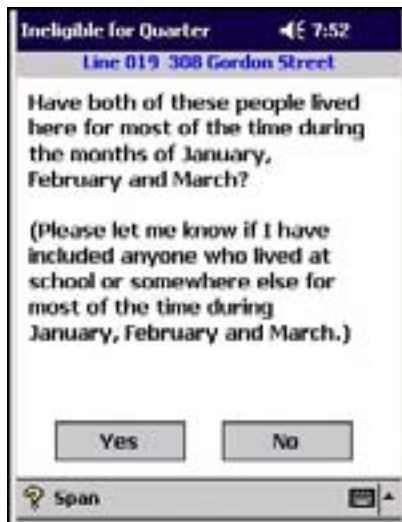 Ineligible for Quarter 7:52
Line 019 308 Gordon Street
Have both of these people lived
here for most of the time during
the months of January,
February and March?
(Please let me know if I have
included anyone who lived at
school or somewhere else for
most of the time during
January, February and March.)
Yes No
Span